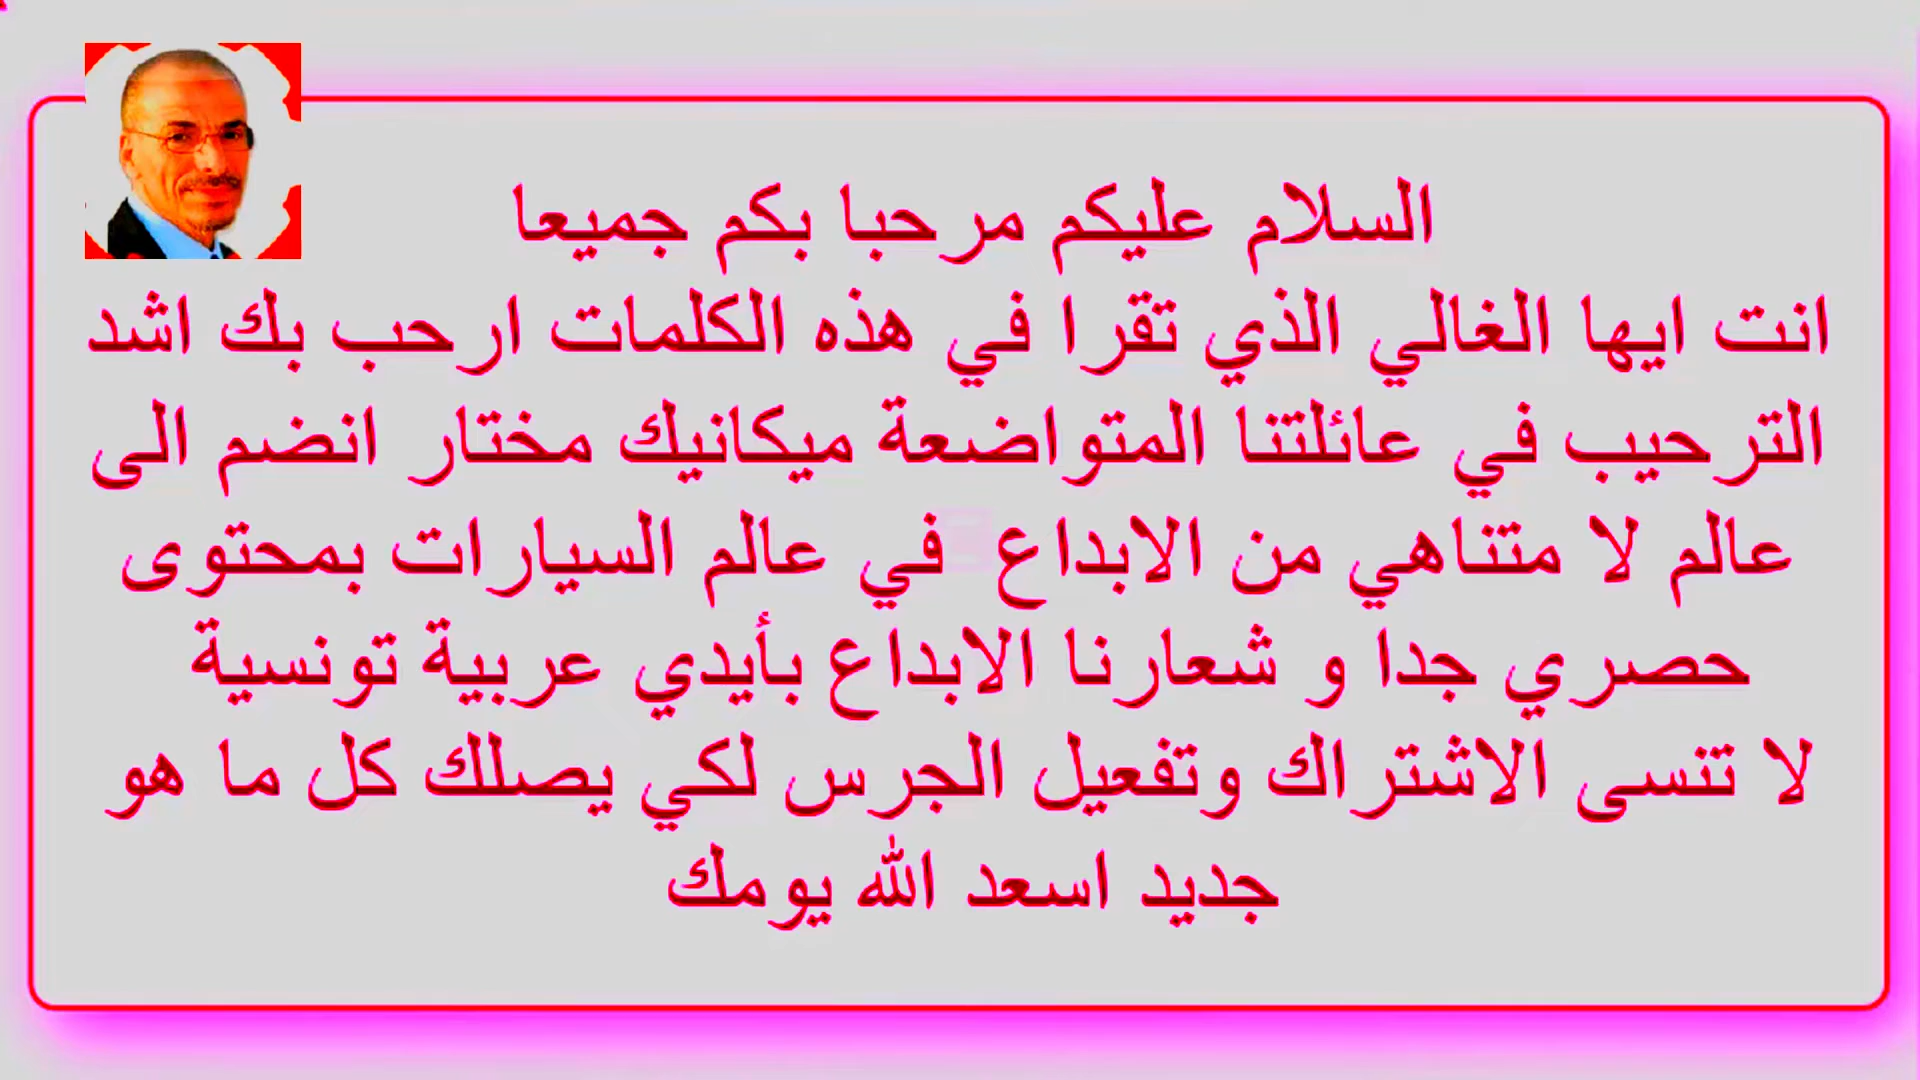 السلام عليكم مرحبا بكم جميعا
انت ايها الغالي الذي تقرا في هذه الكلمات ارحب بك اشد
الترحيب في عائلتنا المتواضعة ميكانيك مختار انضم الى
عالم لا متناهي من الابداع في عالم السيارات بمحتوى
حصري جدا و شعارنا الابداع بأيدي عربية تونسية
لا تنسى الاشتراك وتفعيل الجرس لكي يصلك كل ما هو
جديد اسعد الله يومك